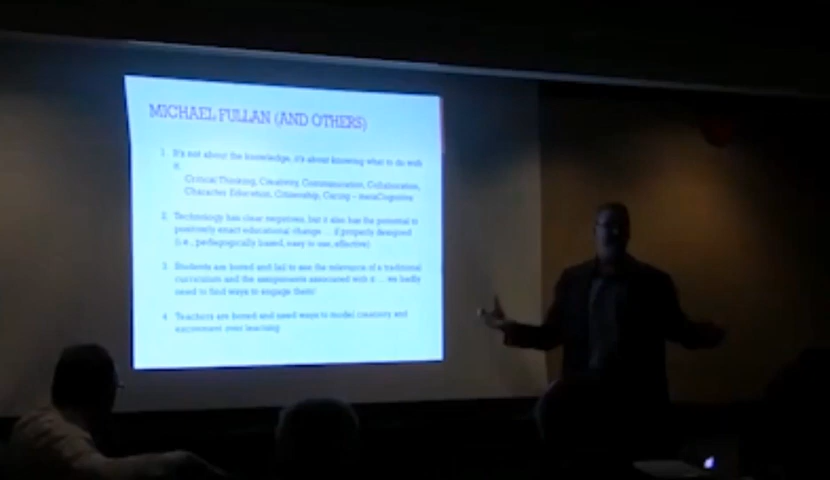 MICHAEL FULLAN (AND OTHERS)
1. It's not about the knowledge, it's about knowing what to do with
it.
Critical Thinking, Creativity, Communication, Collaboration,
Character Education, Citizenship, Caring – metaCognitive
2. Technology has clear negatives, but it also has the potential to
positively enact educational change … if properly designed
(i.e., pedagogically based, easy to use, effective)
3. Students are bored and fail to see the relevance of a traditional
curriculum and the assignments associated with it … we badly
need to find ways to engage them!
4. Teachers are bored and need ways to model creativity and
excitement over learning.